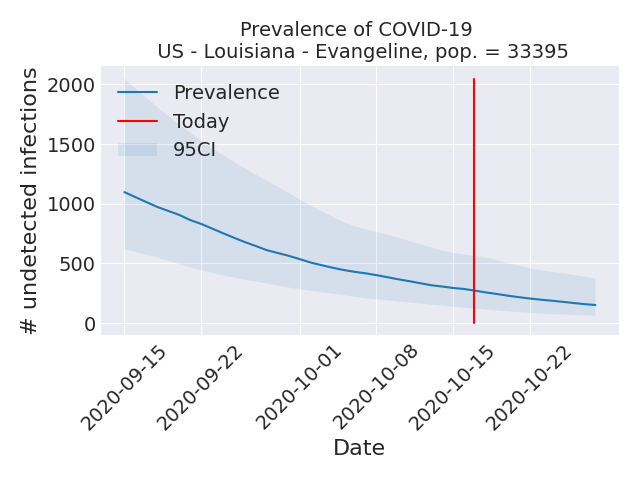 Prevalence of COVID-19
US - Louisiana - Evangeline, pop. = 33395
# undetected infections
2000
1500
1000
500
0
Prevalence
Today
95CI
2020-09-15
2020-09-22
2020-10-01
2020-10-08
2020-10-15
2020-10-22
Date